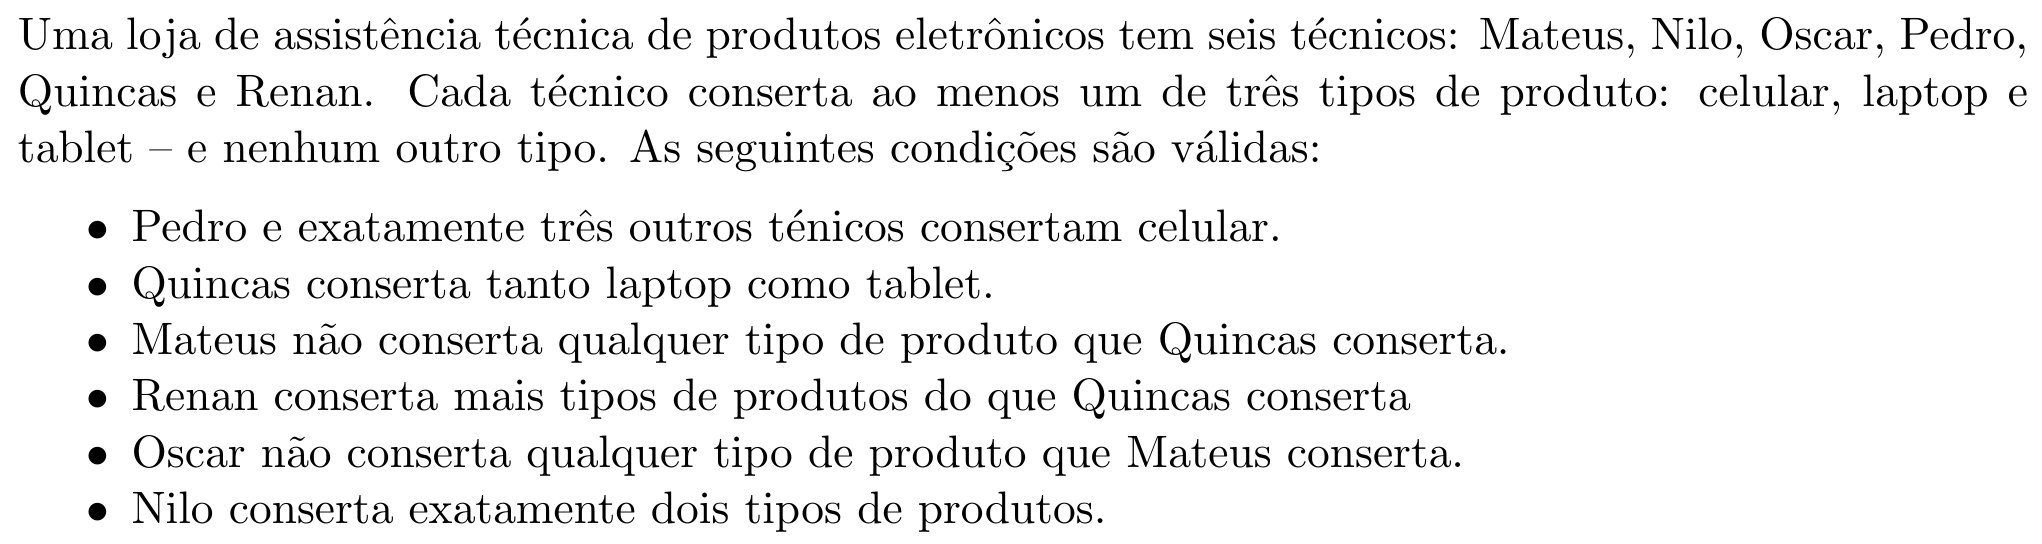 Uma loja de assistência técnica de produtos eletrônicos tem seis técnicos: Mateus, Nilo, Oscar, Pedro,
Quincas e Renan. Cada técnico conserta ao menos um de três tipos de produto: celular, laptop e
tablet – e nenhum outro tipo. As seguintes condições são válidas:
• Pedro e exatamente três outros ténicos consertam celular.
• Quincas conserta tanto laptop como tablet.
• Mateus não conserta qualquer tipo de produto que Quincas conserta.
• Renan conserta mais tipos de produtos do que Quincas conserta
• Oscar não conserta qualquer tipo de produto que Mateus conserta.
• Nilo conserta exatamente dois tipos de produtos.